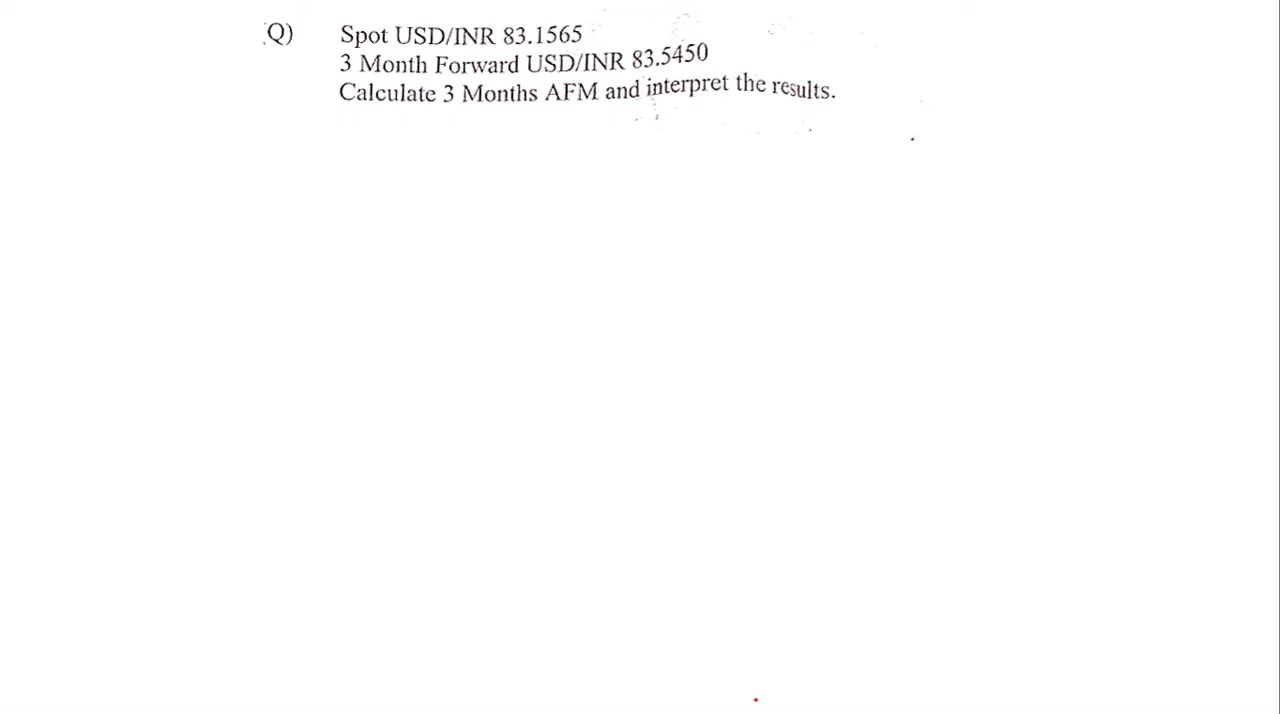 Q) Spot USD/INR 83.1565
3 Month Forward USD/INR 83.5450
Calculate 3 Months AFM and interpret the results.